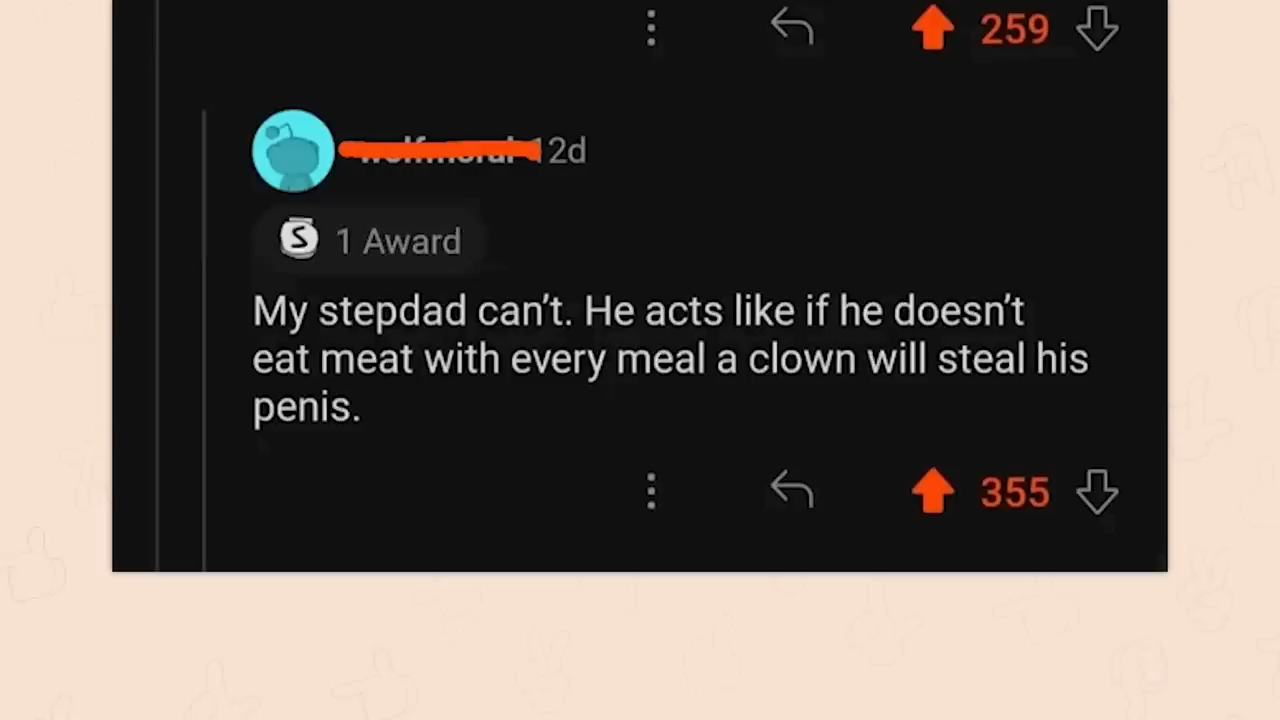 259
12d
1 Award
My stepdad can’t. He acts like if he doesn’t
eat meat with every meal a clown will steal his
penis.
355